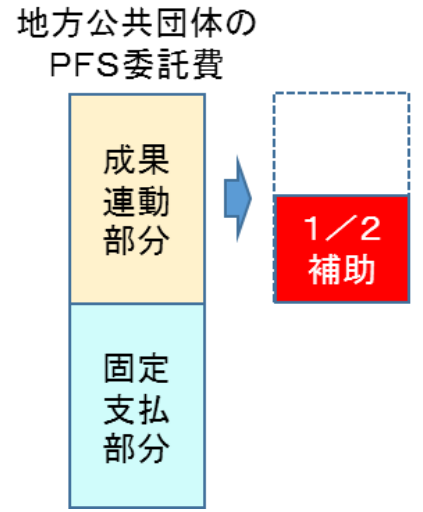 地方公共団体の
PFS委託費
成果
連動
部分
1/2
補助
固定
支払
部分